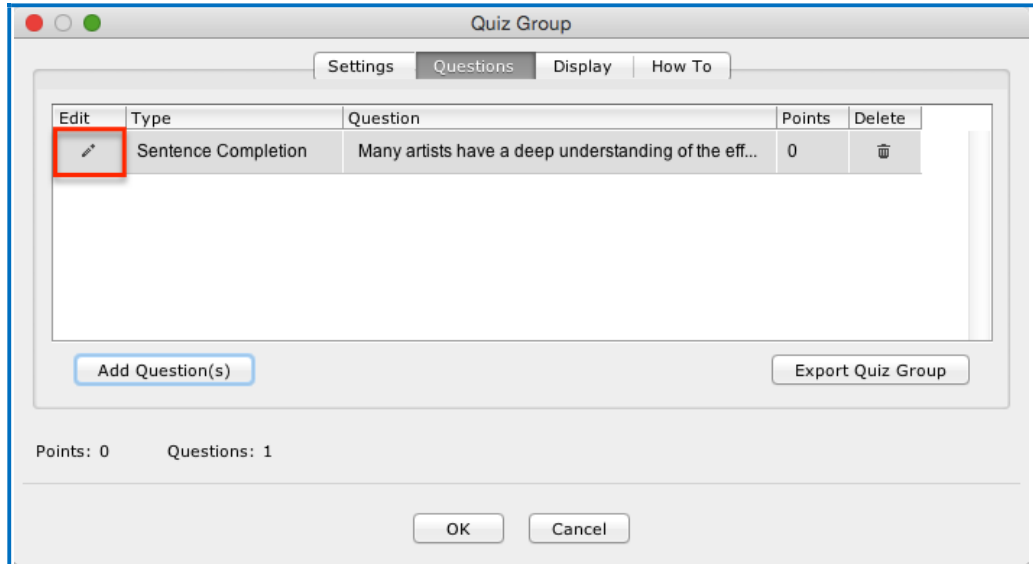 Quiz Group
Settings Questions Display How To
Edit Type Question Points Delete
Sentence Completion Many artists have a deep understanding of the eff... 0
Add Question(s) Export Quiz Group
Points: 0 Questions: 1
OK Cancel